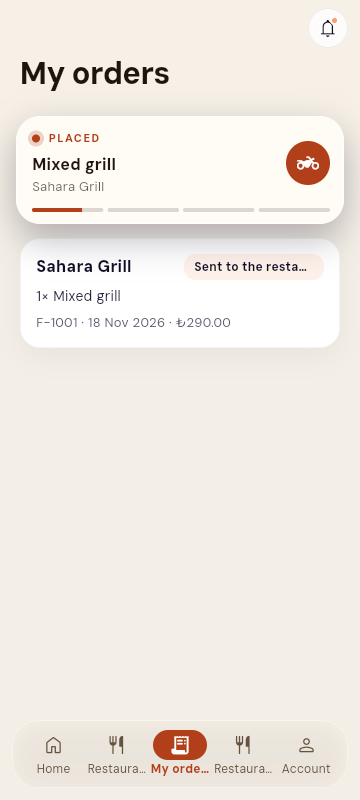 My orders
PLACED
Mixed grill
Sahara Grill
Sahara Grill
Sent to the resta...
1× Mixed grill
F-1001 · 18 Nov 2026 · ₺290.00
Home
Restaura...
My orde...
Restaura...
Account